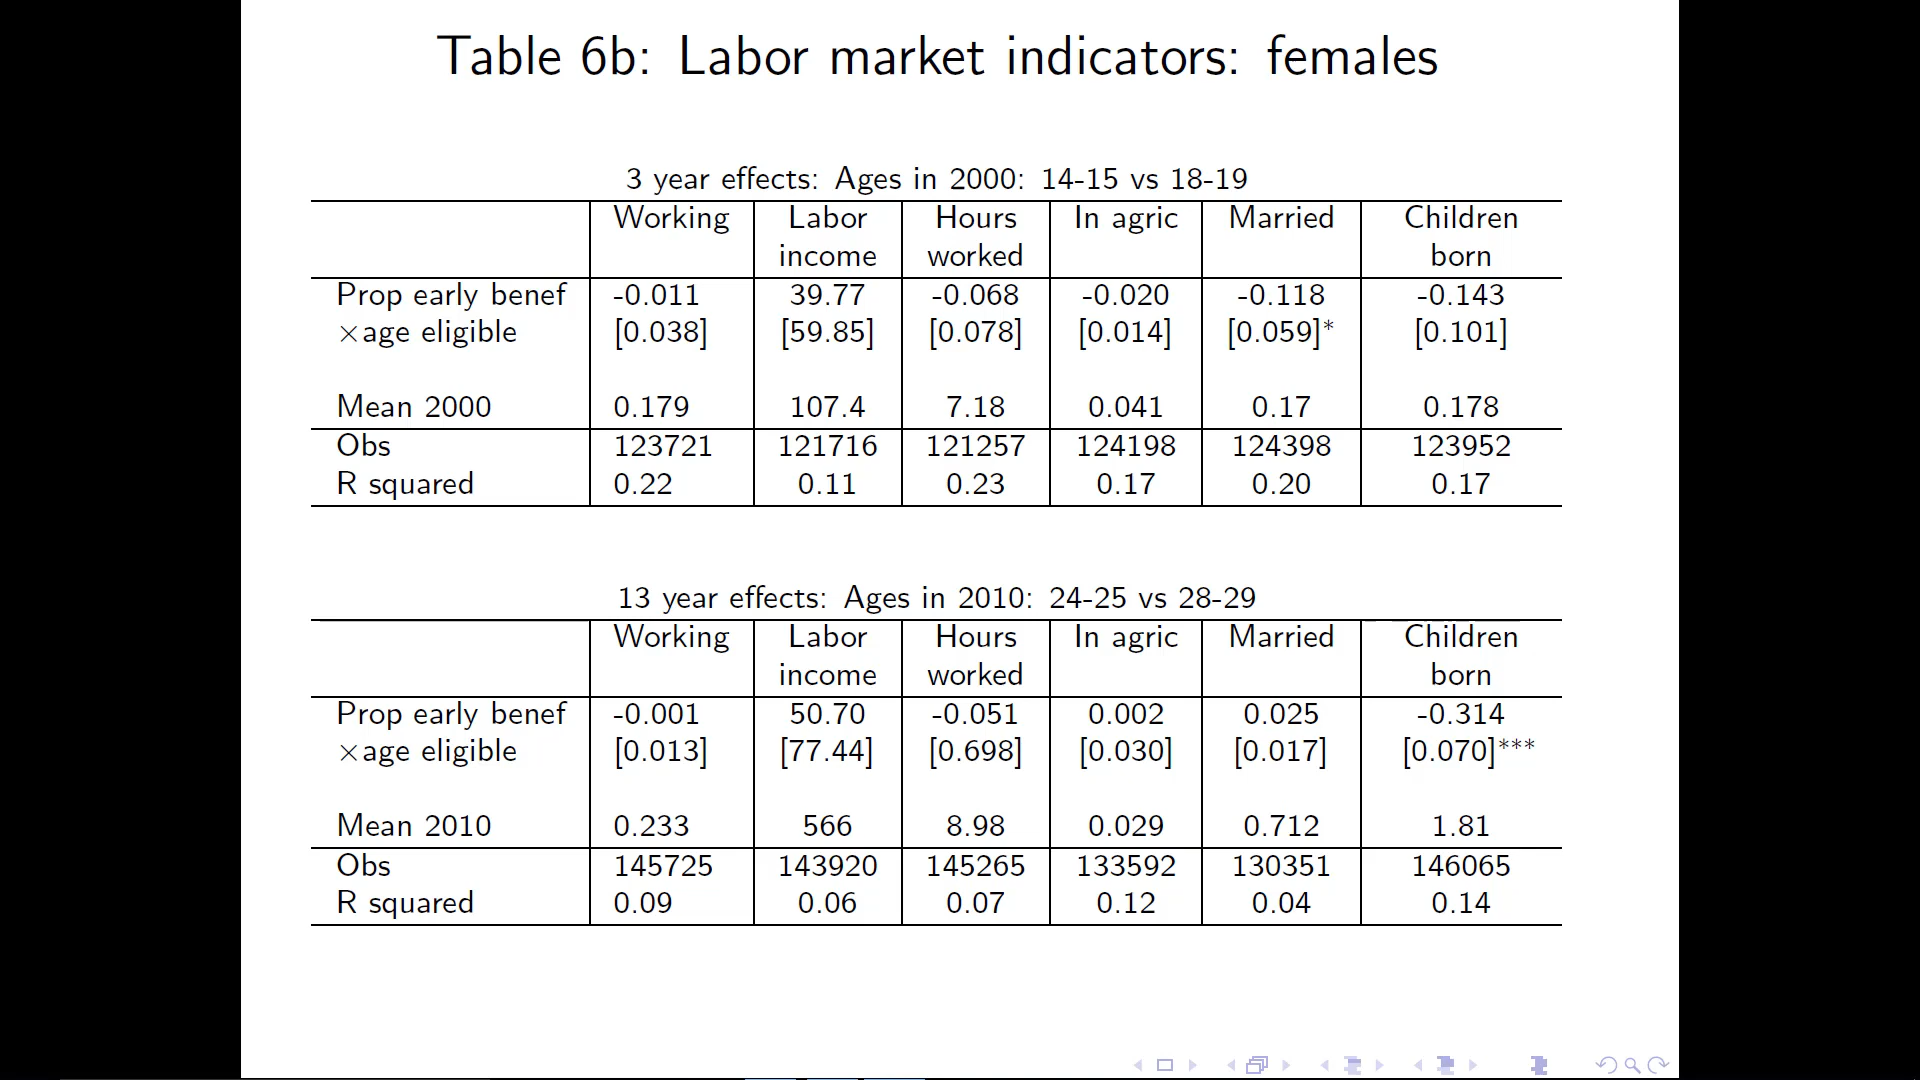 Table 6b: Labor market indicators: females
3 year effects: Ages in 2000: 14-15 vs 18-19
Working Labor Hours In agric Married Children
income worked born
Prop early benef -0.011 39.77 -0.068 -0.020 -0.118 -0.143
×age eligible [0.038] [59.85] [0.078] [0.014] [0.059]* [0.101]
Mean 2000 0.179 107.4 7.18 0.041 0.17 0.178
Obs 123721 121716 121257 124198 124398 123952
R squared 0.22 0.11 0.23 0.17 0.20 0.17
13 year effects: Ages in 2010: 24-25 vs 28-29
Working Labor Hours In agric Married Children
income worked born
Prop early benef -0.001 50.70 -0.051 0.002 0.025 -0.314
×age eligible [0.013] [77.44] [0.698] [0.030] [0.017] [0.070]***
Mean 2010 0.233 566 8.98 0.029 0.712 1.81
Obs 145725 143920 145265 133592 130351 146065
R squared 0.09 0.06 0.07 0.12 0.04 0.14